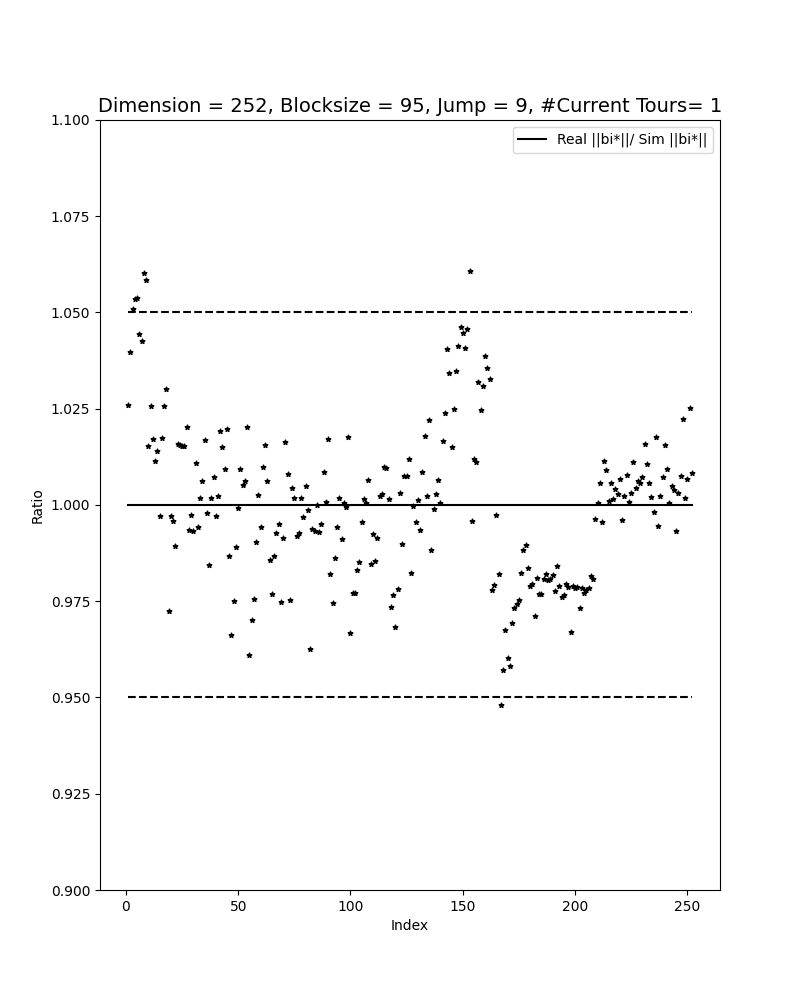 Dimension = 252, Blocksize = 95, Jump = 9, #Current Tours= 1
1.100
Real ||bi*||/ Sim ||bi*||
1.075
1.050
1.025
1.000
Ratio
0.975
0.950
0.925
0.900
0 50 100 150 200 250
Index